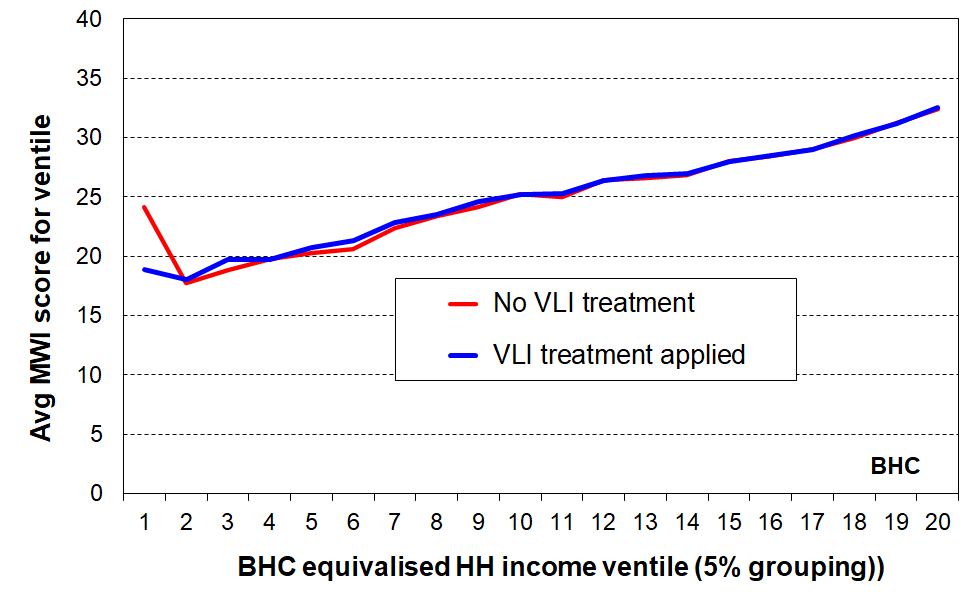 40
35
30
25
20
15
10
5
0
Avg MWI score for ventile
No VLI treatment
VLI treatment applied
BHC
1 2 3 4 5 6 7 8 9 10 11 12 13 14 15 16 17 18 19 20
BHC equivalised HH income ventile (5% grouping))